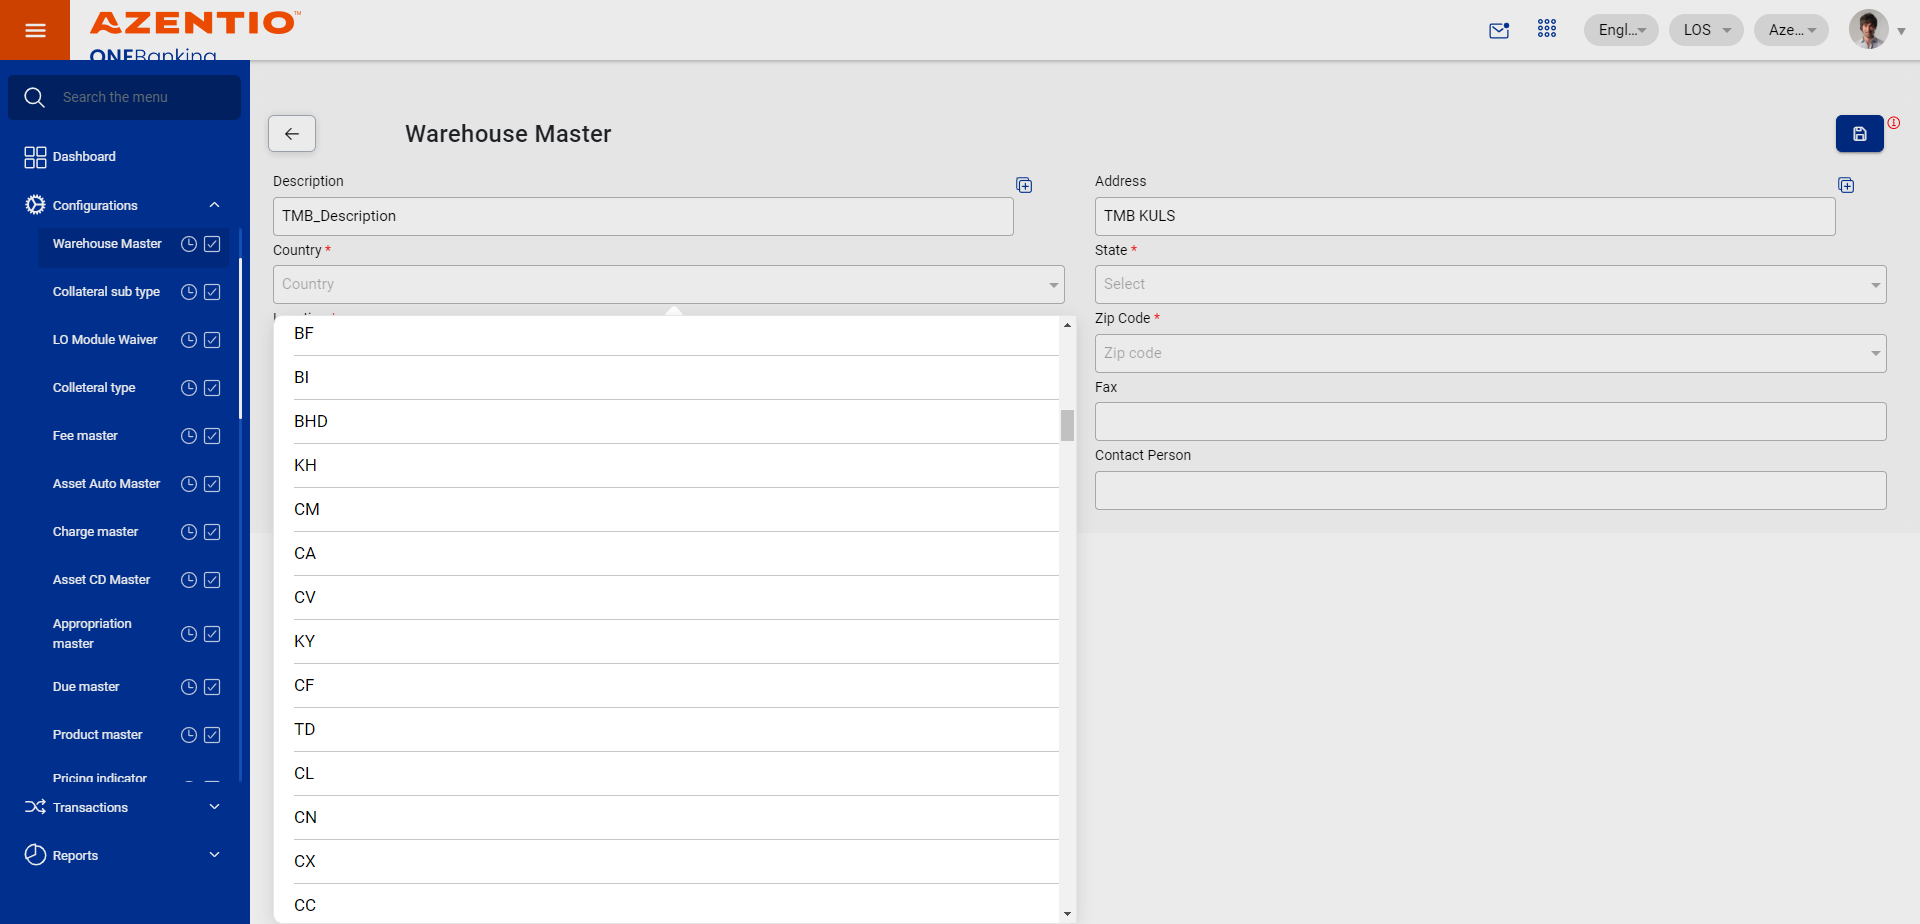 AZENTIO™
ONEBanking
Engl...
LOS
Aze...
Search the menu
Dashboard
Configurations
Warehouse Master
Collateral sub type
LO Module Waiver
Colleteral type
Fee master
Asset Auto Master
Charge master
Asset CD Master
Appropriation
master
Due master
Product master
Pricing indicator
Transactions
Reports
Warehouse Master
Description
TMB_Description
Address
TMB KULS
Country *
Country
State *
Select
Zip Code *
Zip code
Fax
Contact Person
BF
BI
BHD
KH
CM
CA
CV
KY
CF
TD
CL
CN
CX
CC